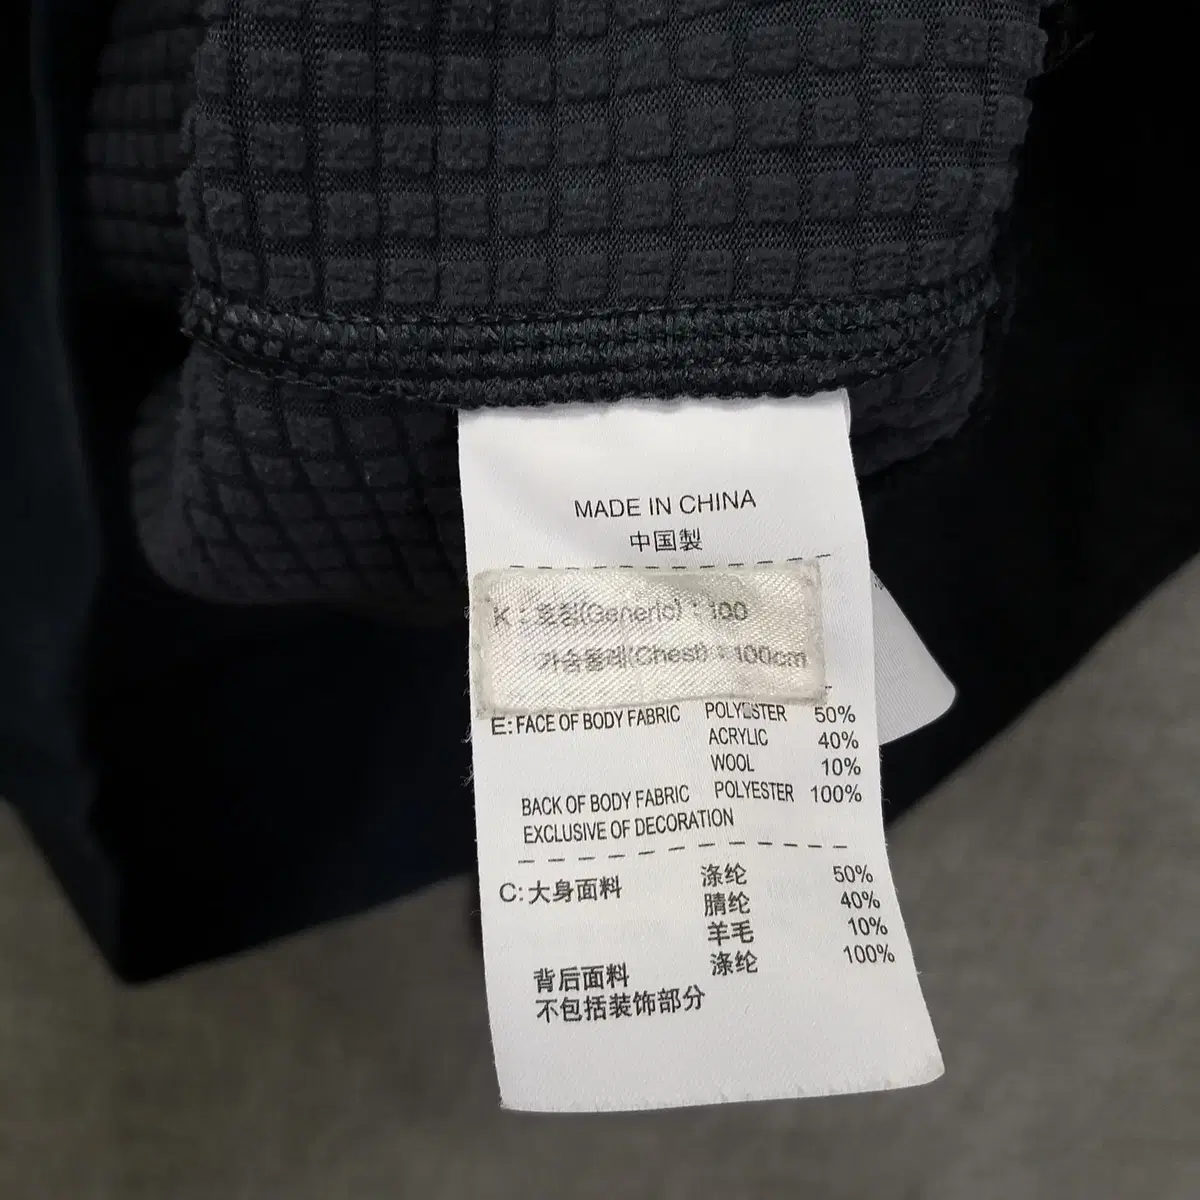 MADE IN CHINA
中国製
K : 호칭(Generic) : 100
가슴둘레(Chest) : 100cm
E: FACE OF BODY FABRIC POLYESTER 50%
ACRYLIC 40%
WOOL 10%
BACK OF BODY FABRIC POLYESTER 100%
EXCLUSIVE OF DECORATION
C: 大身面料 涤纶 50%
腈纶 40%
羊毛 10%
背后面料 涤纶 100%
不包括装饰部分